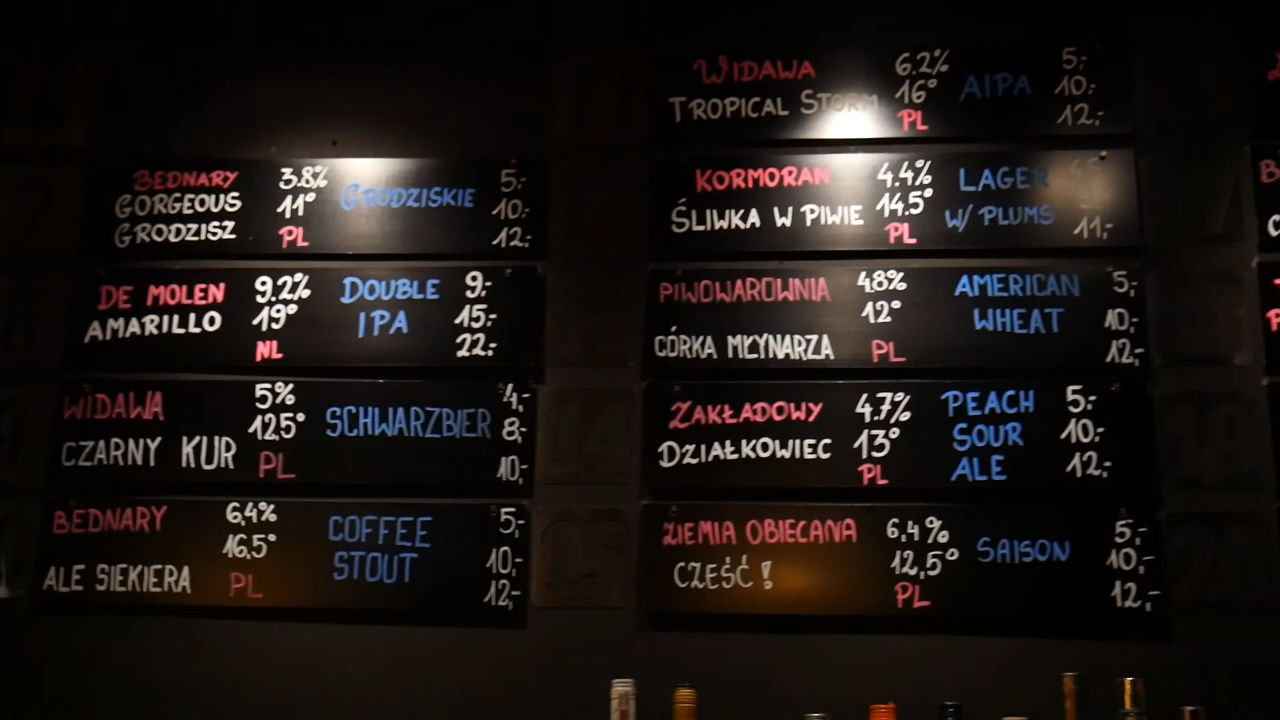 BEDNARY 3.8% GRODZISKIE 5:-
GORGEOUS 11° 10:-
GRODZISZ PL 12:-
DE MOLEN 9.2% DOUBLE 9:-
AMARILLO 19° IPA 15:-
NL 22:-
WIDAWA 5% SCHWARZBIER 4,-
CZARNY KUR 12,5° 8,-
PL 10,-
BEDNARY 6,4% COFFEE 5,-
16,5° STOUT 10,-
ALE SIEKIERA PL 12,-
WIDAWA 6.2% AIPA 5:-
TROPICAL STORM 16° 10:-
PL 12:-
KORMORAN 4.4% LAGER
ŚLIWKA W PIWIE 14.5° W/ PLUMS
PL 11,-
PIWOWAROWNIA 4.8% AMERICAN 5,-
12° WHEAT 10,-
CÓRKA MŁYNARZA PL 12,-
ZAKŁADOWY 4.7% PEACH 5:-
DZIAŁKOWIEC 13° SOUR 10:-
PL ALE 12,-
ZIEMIA OBIECANA 6,4% SAISON 5,-
CZEŚĆ! 12,5° 10,-
PL 12,-